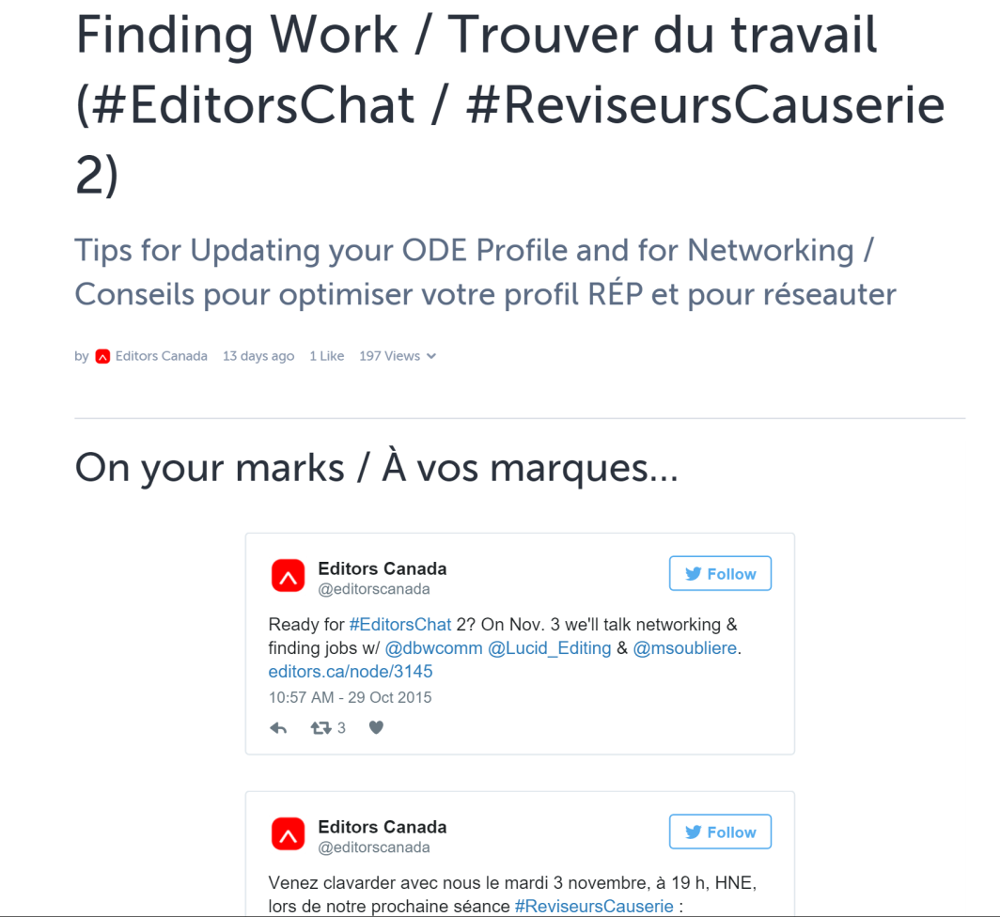 Finding Work / Trouver du travail
(#EditorsChat / #ReviseursCauserie
2)
Tips for Updating your ODE Profile and for Networking /
Conseils pour optimiser votre profil RÉP et pour réseauter
by Editors Canada 13 days ago 1 Like 197 Views
On your marks / À vos marques...
Editors Canada
@editorscanada
Follow
Ready for #EditorsChat 2? On Nov. 3 we'll talk networking &
finding jobs w/ @dbwcomm @Lucid_Editing & @msoubliere.
editors.ca/node/3145
10:57 AM - 29 Oct 2015
3
Editors Canada
@editorscanada
Follow
Venez clavarder avec nous le mardi 3 novembre, à 19 h, HNE,
lors de notre prochaine séance #ReviseursCauserie :